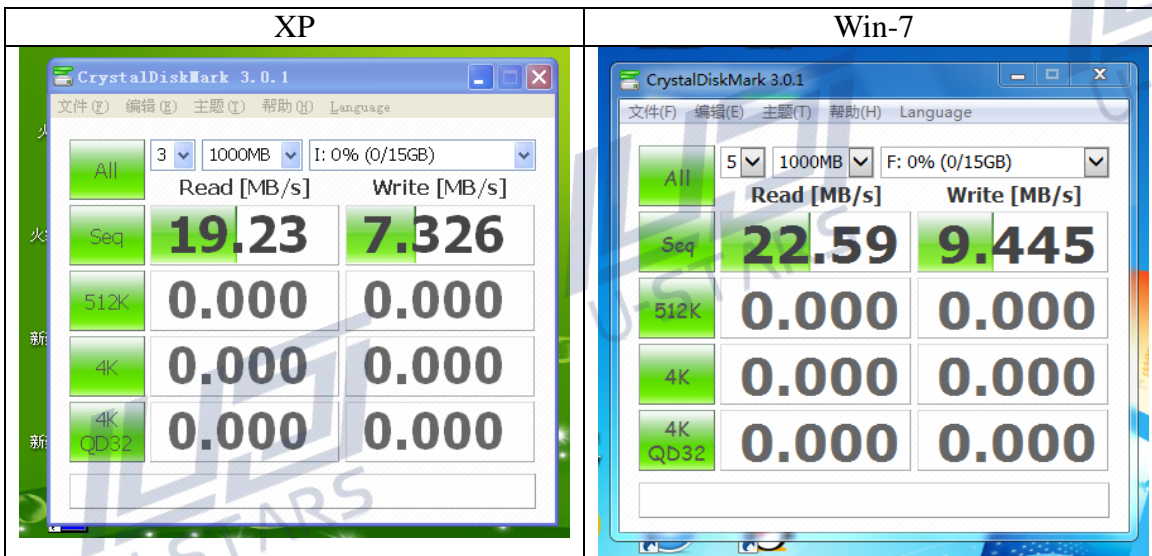 XP
Win-7
CrystalDiskMark 3.0.1
文件(F) 编辑(E) 主题(T) 帮助(H) Language
All
3
1000MB
I: 0% (0/15GB)
Read [MB/s]
Write [MB/s]
Seq
19.23
7.326
512K
0.000
0.000
4K
0.000
0.000
4K
QD32
0.000
0.000
CrystalDiskMark 3.0.1
文件(F) 编辑(E) 主题(T) 帮助(H) Language
All
5
1000MB
F: 0% (0/15GB)
Read [MB/s]
Write [MB/s]
Seq
22.59
9.445
512K
0.000
0.000
4K
0.000
0.000
4K
QD32
0.000
0.000
U-STARS
U-STARS